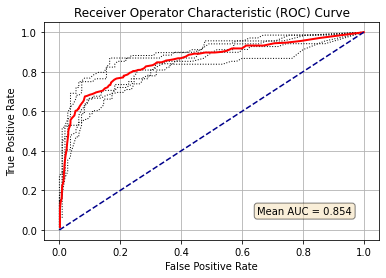 Receiver Operator Characteristic (ROC) Curve
True Positive Rate
1.0
0.8
0.6
0.4
0.2
0.0
Mean AUC = 0.854
0.0 0.2 0.4 0.6 0.8 1.0
False Positive Rate